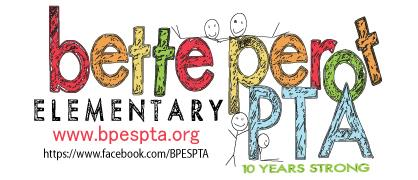 bette perot
ELEMENTARY PTA
www.bpespta.org
https://www.facebook.com/BPESPTA
10 YEARS STRONG